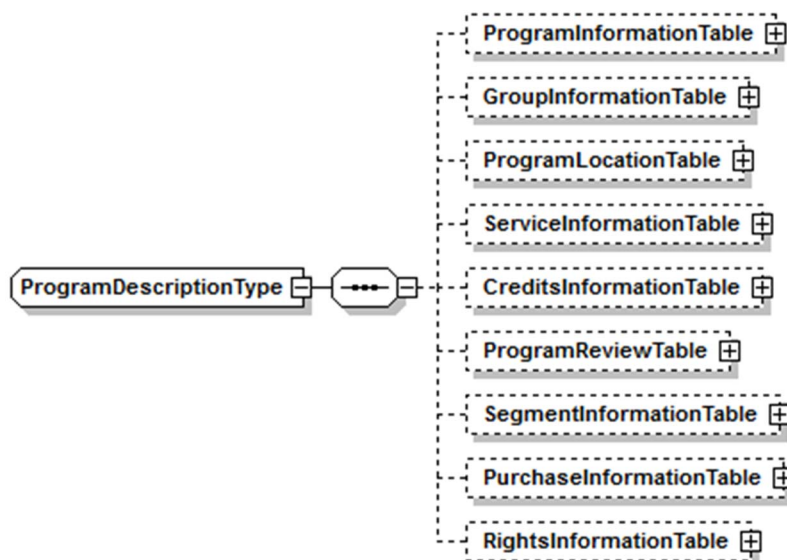 ProgramInformationTable
GroupInformationTable
ProgramLocationTable
ServiceInformationTable
ProgramDescriptionType
CreditsInformationTable
ProgramReviewTable
SegmentInformationTable
PurchaseInformationTable
RightsInformationTable